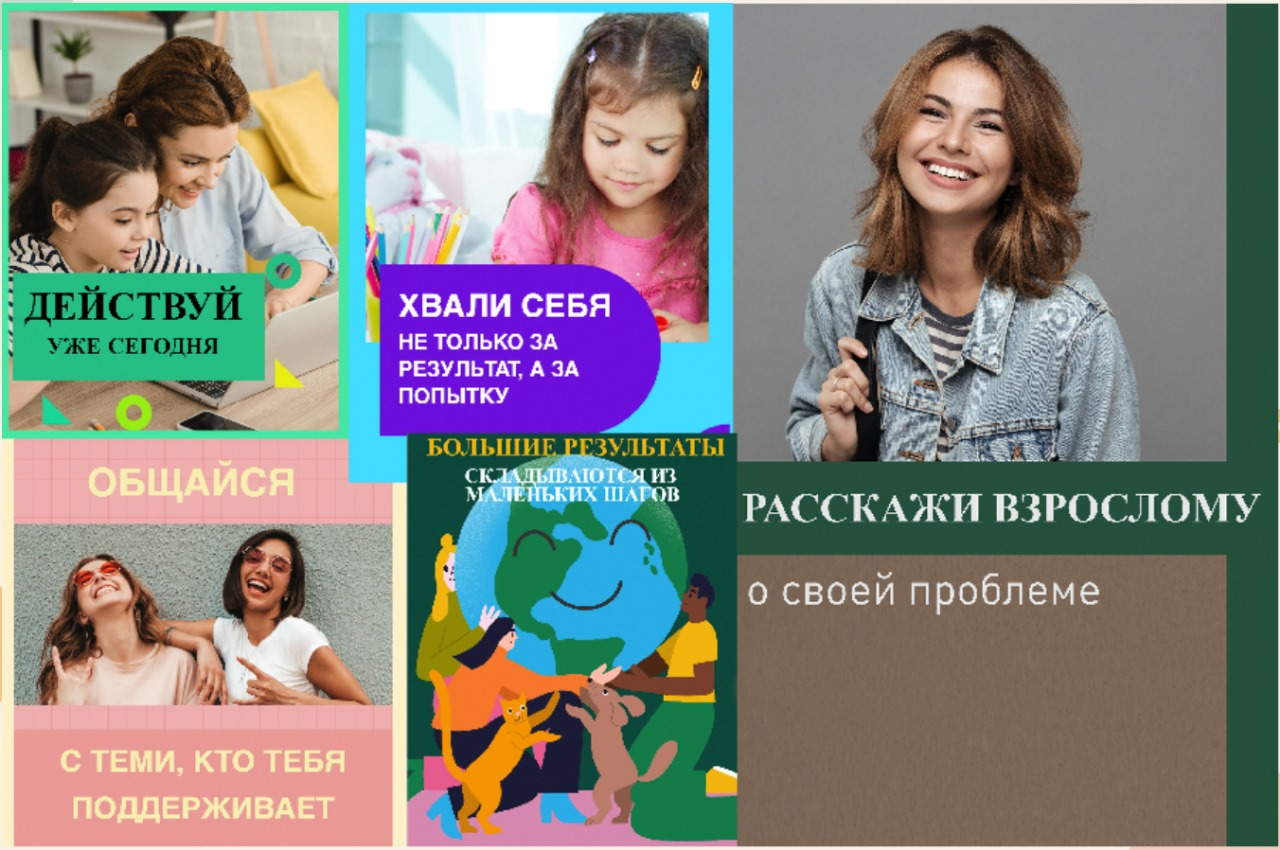 ДЕЙСТВУЙ
УЖЕ СЕГОДНЯ
ХВАЛИ СЕБЯ
НЕ ТОЛЬКО ЗА
РЕЗУЛЬТАТ, А ЗА
ПОПЫТКУ
РАССКАЖИ ВЗРОСЛОМУ
о своей проблеме
ОБЩАЙСЯ
С ТЕМИ, КТО ТЕБЯ
ПОДДЕРЖИВАЕТ
БОЛЬШИЕ РЕЗУЛЬТАТЫ
СКЛАДЫВАЮТСЯ ИЗ
МАЛЕНЬКИХ ШАГОВ